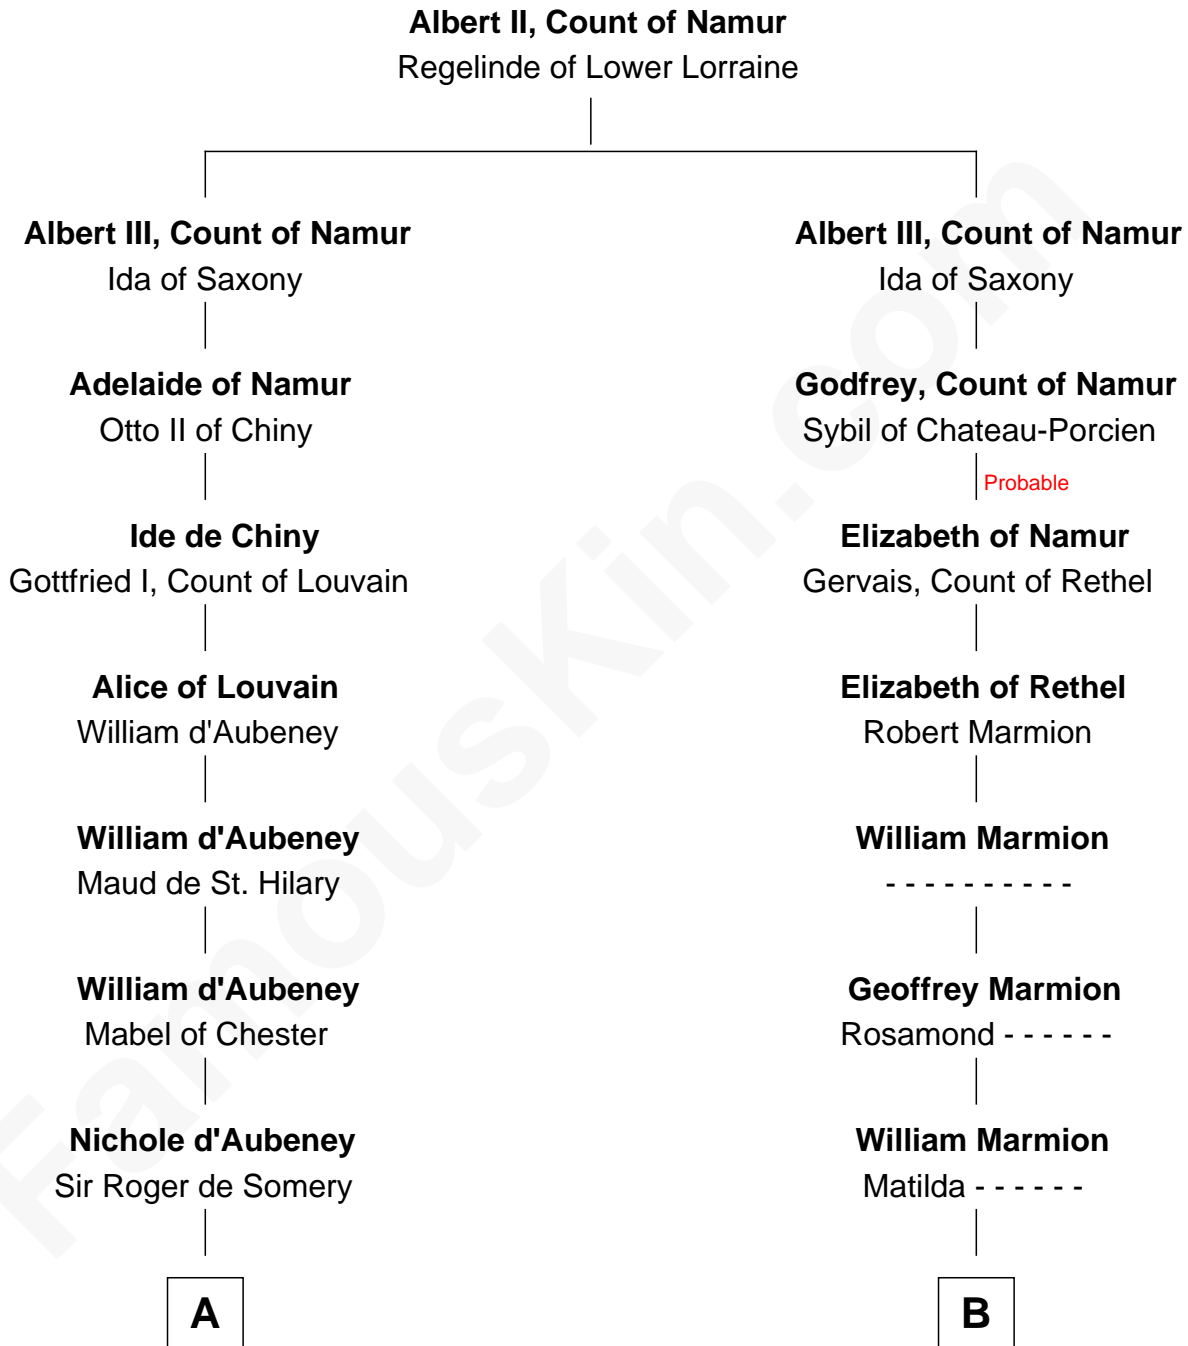 Albert II, Count of Namur
Regelinde of Lower Lorraine
Albert III, Count of Namur
Ida of Saxony
Albert III, Count of Namur
Ida of Saxony
Adelaide of Namur
Otto II of Chiny
Godfrey, Count of Namur
Sybil of Chateau-Porcien
Probable
Ide de Chiny
Gottfried I, Count of Louvain
Elizabeth of Namur
Gervais, Count of Rethel
Alice of Louvain
William d'Aubeney
Elizabeth of Rethel
Robert Marmion
William d'Aubeney
Maud de St. Hilary
William Marmion
- - - - - - - - - -
William d'Aubeney
Mabel of Chester
Geoffrey Marmion
Rosamond - - - - - -
Nichole d'Aubeney
Sir Roger de Somery
William Marmion
Matilda - - - - - -
A
B
FamousKin.com